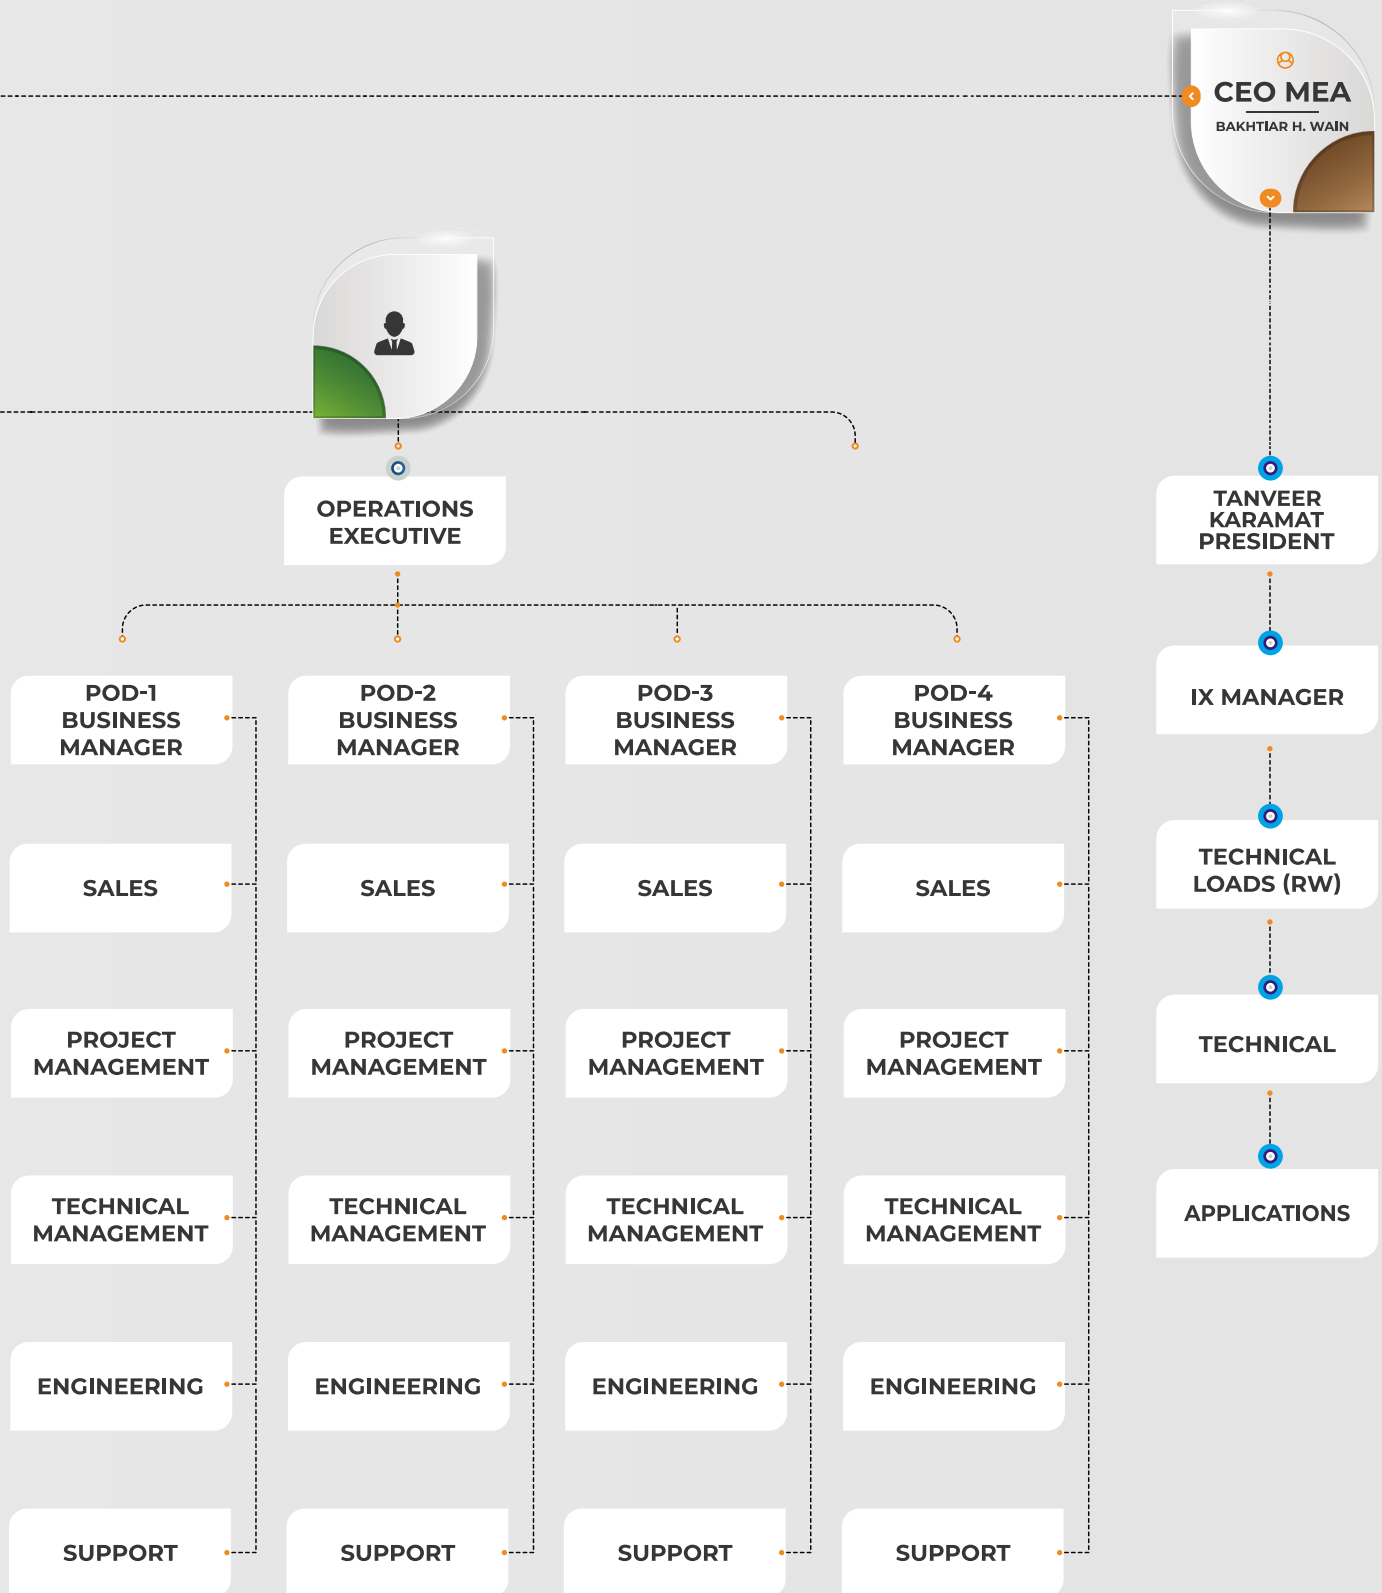 CEO MEA
BAKHTIAR H. WAIN
OPERATIONS
EXECUTIVE
POD-1
BUSINESS
MANAGER
SALES
PROJECT
MANAGEMENT
TECHNICAL
MANAGEMENT
ENGINEERING
SUPPORT
POD-2
BUSINESS
MANAGER
SALES
PROJECT
MANAGEMENT
TECHNICAL
MANAGEMENT
ENGINEERING
SUPPORT
POD-3
BUSINESS
MANAGER
SALES
PROJECT
MANAGEMENT
TECHNICAL
MANAGEMENT
ENGINEERING
SUPPORT
POD-4
BUSINESS
MANAGER
SALES
PROJECT
MANAGEMENT
TECHNICAL
MANAGEMENT
ENGINEERING
SUPPORT
TANVEER
KARAMAT
PRESIDENT
IX MANAGER
TECHNICAL
LOADS (RW)
TECHNICAL
APPLICATIONS